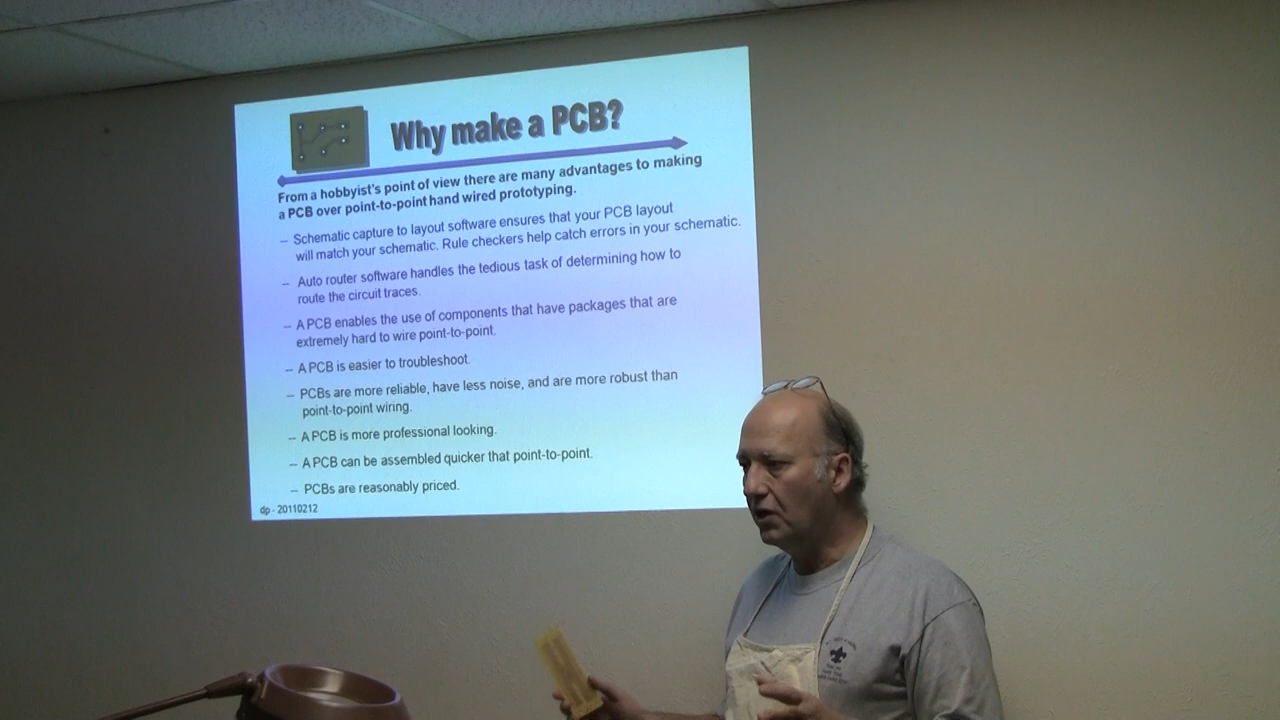 Why make a PCB?
From a hobbyist's point of view there are many advantages to making
a PCB over point-to-point hand wired prototyping.
– Schematic capture to layout software ensures that your PCB layout
will match your schematic. Rule checkers help catch errors in your schematic.
– Auto router software handles the tedious task of determining how to
route the circuit traces.
– A PCB enables the use of components that have packages that are
extremely hard to wire point-to-point.
– A PCB is easier to troubleshoot.
– PCBs are more reliable, have less noise, and are more robust than
point-to-point wiring.
– A PCB is more professional looking.
– A PCB can be assembled quicker that point-to-point.
– PCBs are reasonably priced.
dp - 20110212